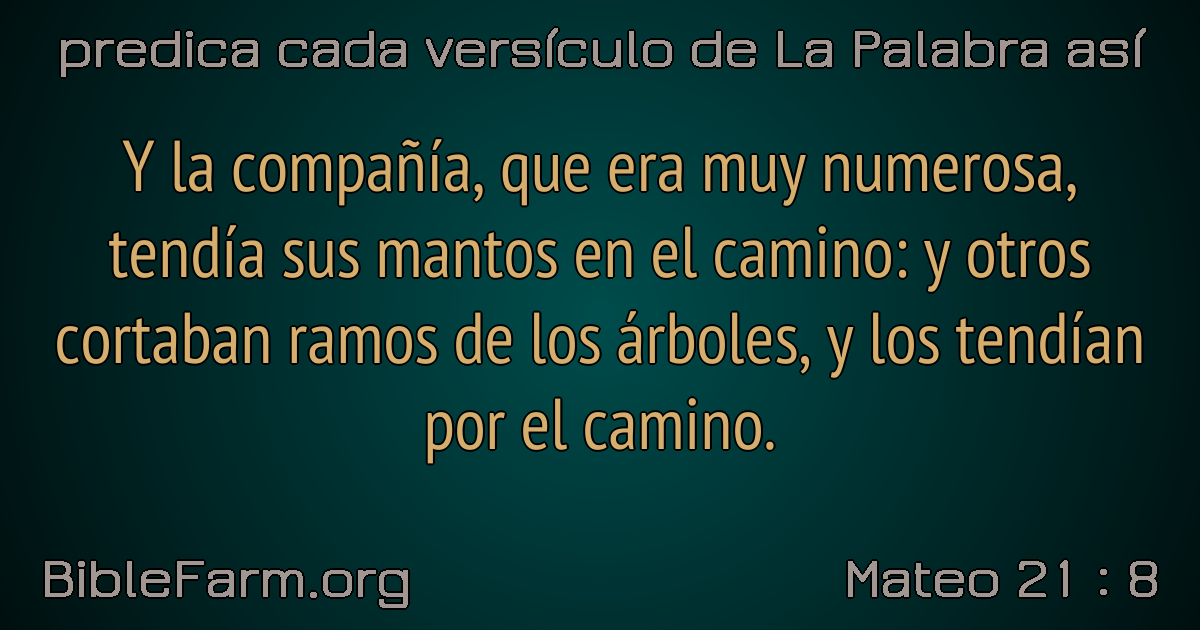 predica cada versículo de La Palabra así
Y la compañía, que era muy numerosa,
tendía sus mantos en el camino: y otros
cortaban ramos de los árboles, y los tendían
por el camino.
BibleFarm.org
Mateo 21 : 8